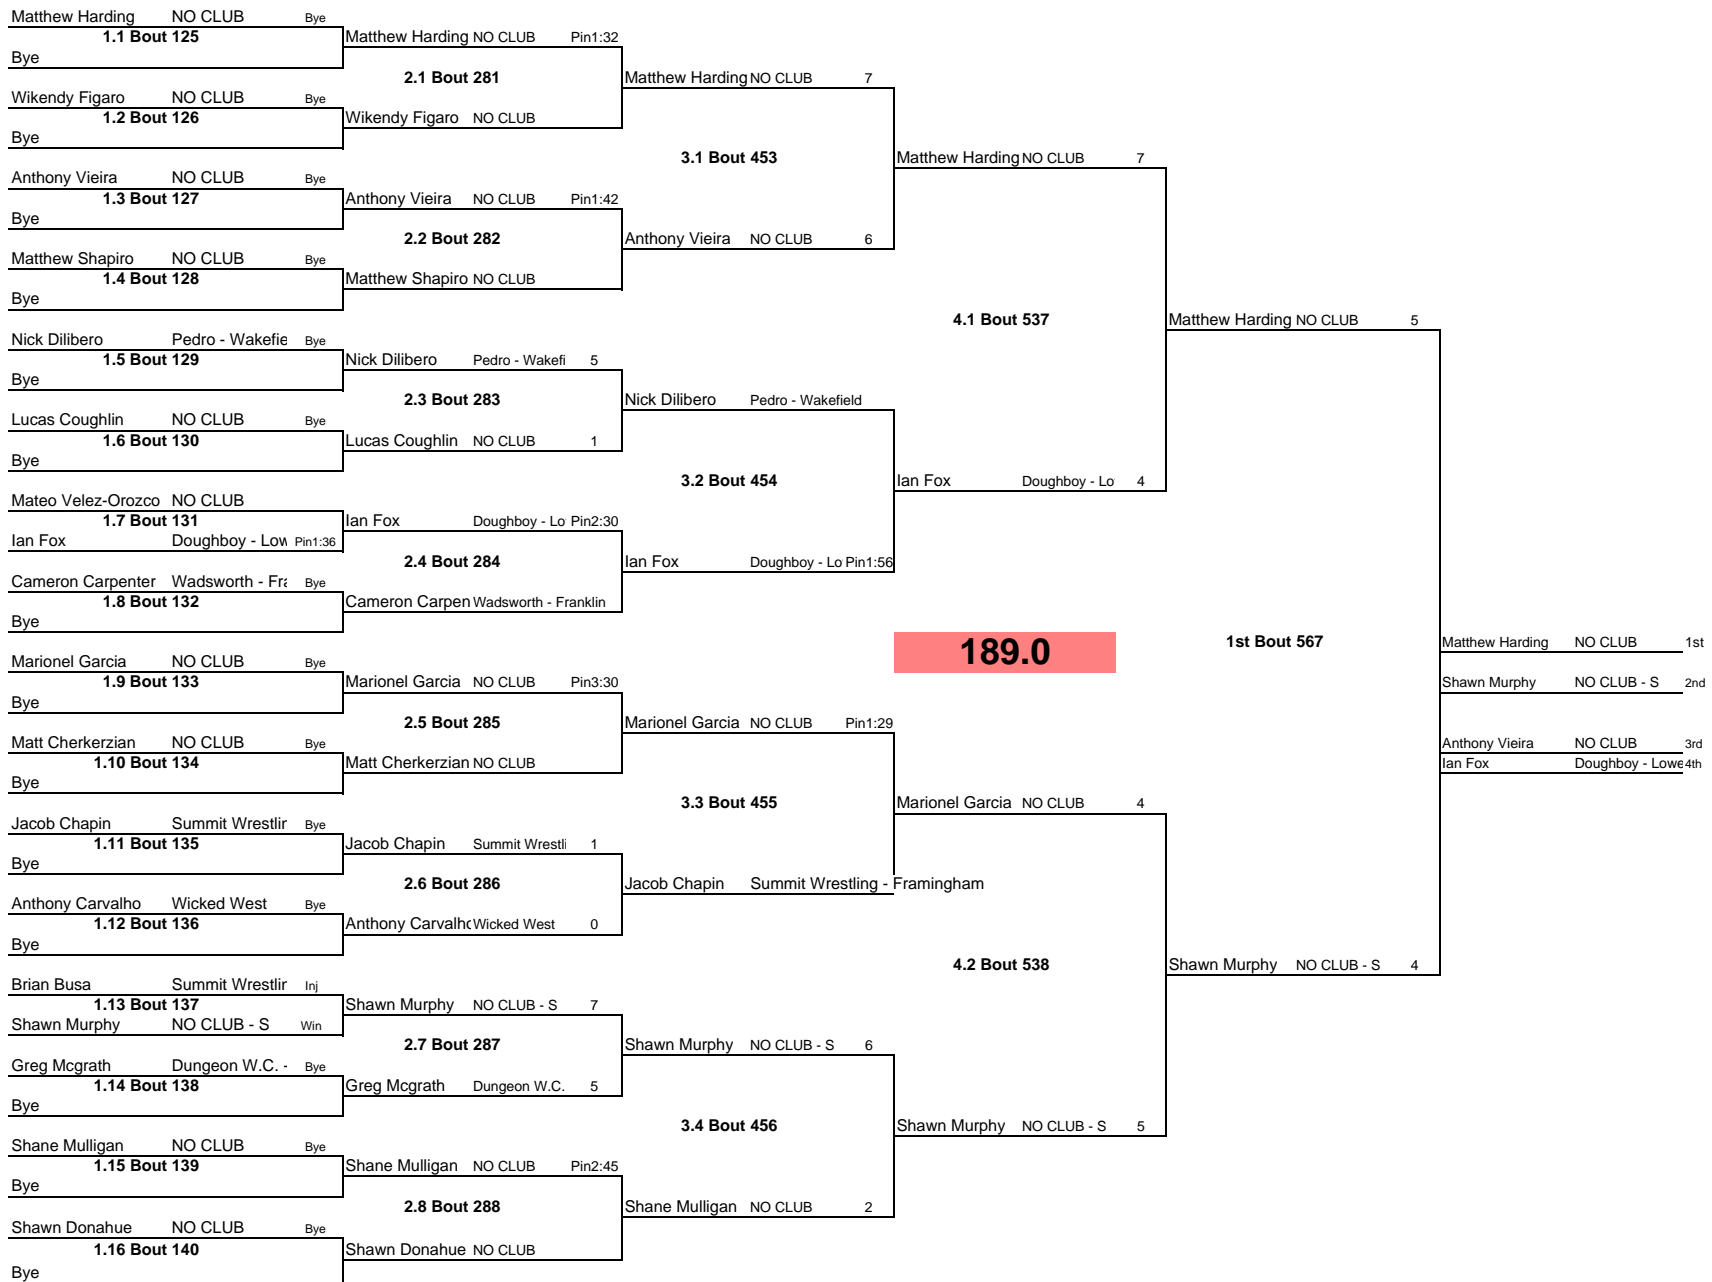 Matthew Harding NO CLUB Bye
1.1 Bout 125
Bye
Wikendy Figaro NO CLUB Bye
1.2 Bout 126
Bye
Anthony Vieira NO CLUB Bye
1.3 Bout 127
Bye
Matthew Shapiro NO CLUB Bye
1.4 Bout 128
Bye
Nick Dilibero Pedro - Wakefie Bye
1.5 Bout 129
Bye
Lucas Coughlin NO CLUB Bye
1.6 Bout 130
Bye
Mateo Velez-Orozco NO CLUB
1.7 Bout 131
Ian Fox Doughboy - Low Pin1:36
Cameron Carpenter Wadsworth - Fra Bye
1.8 Bout 132
Bye
Marionel Garcia NO CLUB Bye
1.9 Bout 133
Bye
Matt Cherkerzian NO CLUB Bye
1.10 Bout 134
Bye
Jacob Chapin Summit Wrestlin Bye
1.11 Bout 135
Bye
Anthony Carvalho Wicked West Bye
1.12 Bout 136
Bye
Brian Busa Summit Wrestlin Inj
1.13 Bout 137
Shawn Murphy NO CLUB - S Win
Greg Mcgrath Dungeon W.C. - Bye
1.14 Bout 138
Bye
Shane Mulligan NO CLUB Bye
1.15 Bout 139
Bye
Shawn Donahue NO CLUB Bye
1.16 Bout 140
Bye
Matthew Harding NO CLUB Pin1:32
2.1 Bout 281
Wikendy Figaro NO CLUB
Anthony Vieira NO CLUB Pin1:42
2.2 Bout 282
Matthew Shapiro NO CLUB
Nick Dilibero Pedro - Wakefi 5
2.3 Bout 283
Lucas Coughlin NO CLUB 1
Ian Fox Doughboy - Lo Pin2:30
2.4 Bout 284
Cameron Carpen Wadsworth - Franklin
Marionel Garcia NO CLUB Pin3:30
2.5 Bout 285
Matt Cherkerzian NO CLUB
Jacob Chapin Summit Wrestli 1
2.6 Bout 286
Anthony Carvalho Wicked West 0
Shawn Murphy NO CLUB - S 7
2.7 Bout 287
Greg Mcgrath Dungeon W.C. 5
Shane Mulligan NO CLUB Pin2:45
2.8 Bout 288
Shawn Donahue NO CLUB
Matthew Harding NO CLUB 7
3.1 Bout 453
Anthony Vieira NO CLUB 6
Nick Dilibero Pedro - Wakefield
3.2 Bout 454
Ian Fox Doughboy - Lo Pin1:56
Marionel Garcia NO CLUB Pin1:29
3.3 Bout 455
Jacob Chapin Summit Wrestling - Framingham
Shawn Murphy NO CLUB - S 6
3.4 Bout 456
Shane Mulligan NO CLUB 2
Matthew Harding NO CLUB 7
4.1 Bout 537
Ian Fox Doughboy - Lo 4
189.0
Marionel Garcia NO CLUB 4
4.2 Bout 538
Shawn Murphy NO CLUB - S 5
Matthew Harding NO CLUB 5
1st Bout 567
Shawn Murphy NO CLUB - S 4
Matthew Harding NO CLUB 1st
Shawn Murphy NO CLUB - S 2nd
Anthony Vieira NO CLUB 3rd
Ian Fox Doughboy - Lowe 4th